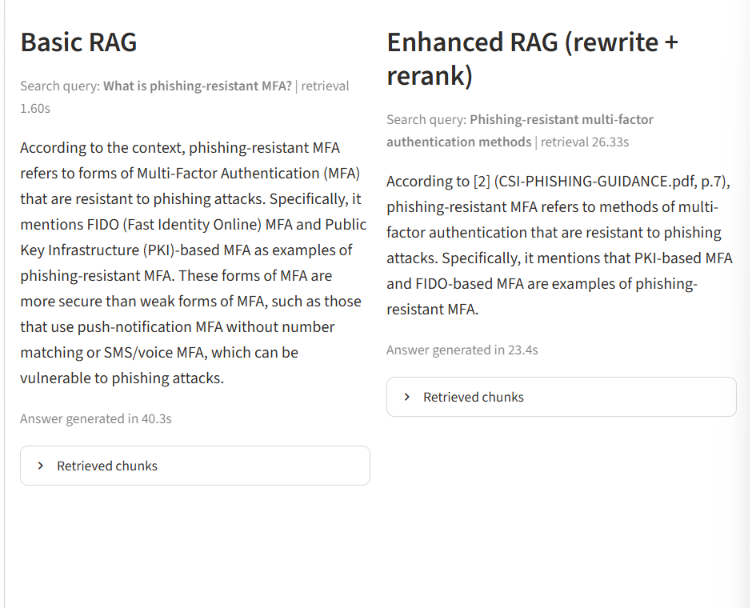 Basic RAG
Search query: What is phishing-resistant MFA? | retrieval
1.60s
According to the context, phishing-resistant MFA
refers to forms of Multi-Factor Authentication (MFA)
that are resistant to phishing attacks. Specifically, it
mentions FIDO (Fast Identity Online) MFA and Public
Key Infrastructure (PKI)-based MFA as examples of
phishing-resistant MFA. These forms of MFA are
more secure than weak forms of MFA, such as those
that use push-notification MFA without number
matching or SMS/voice MFA, which can be
vulnerable to phishing attacks.
Answer generated in 40.3s
Retrieved chunks
Enhanced RAG (rewrite +
rerank)
Search query: Phishing-resistant multi-factor
authentication methods | retrieval 26.33s
According to [2] (CSI-PHISHING-GUIDANCE.pdf, p.7),
phishing-resistant MFA refers to methods of multi-
factor authentication that are resistant to phishing
attacks. Specifically, it mentions that PKI-based MFA
and FIDO-based MFA are examples of phishing-
resistant MFA.
Answer generated in 23.4s
Retrieved chunks